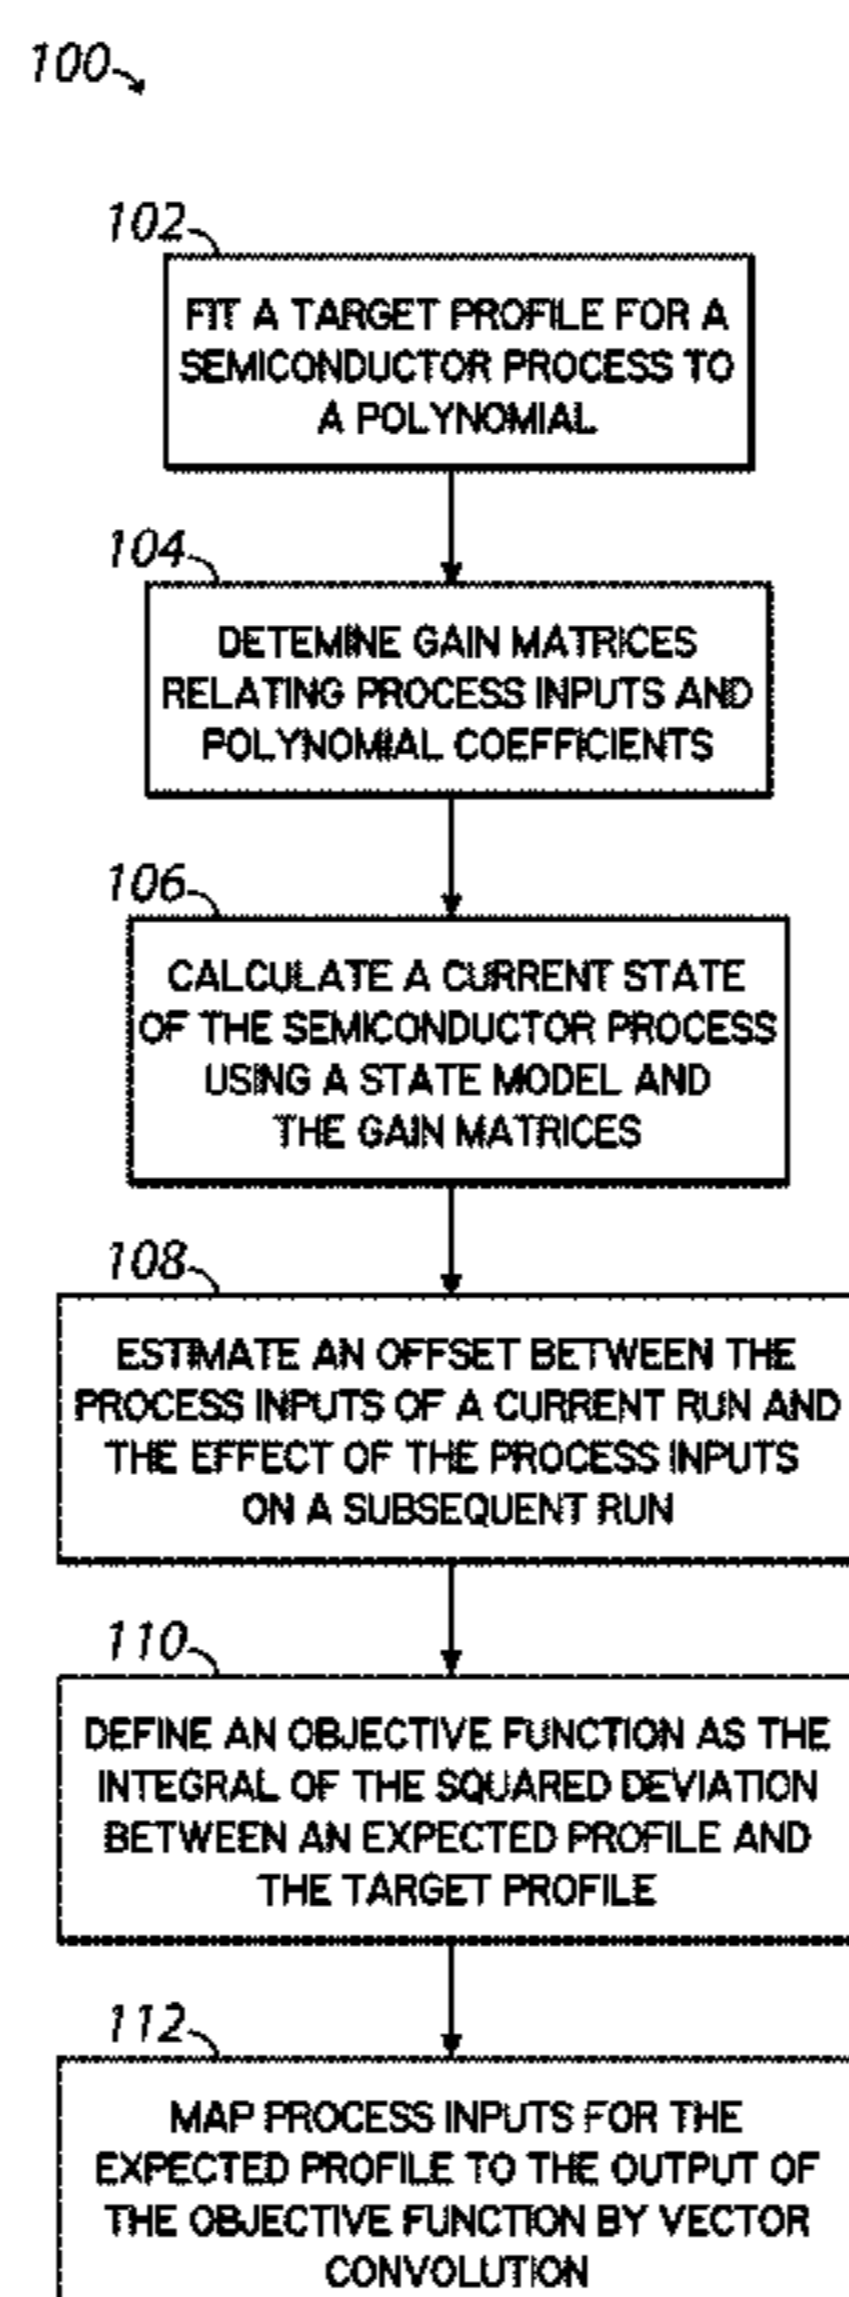 100
102
FIT A TARGET PROFILE FOR A
SEMICONDUCTOR PROCESS TO
A POLYNOMIAL
104
DETEMINE GAIN MATRICES
RELATING PROCESS INPUTS AND
POLYNOMIAL COEFFICIENTS
106
CALCULATE A CURRENT STATE
OF THE SEMICONDUCTOR PROCESS
USING A STATE MODEL AND
THE GAIN MATRICES
108
ESTIMATE AN OFFSET BETWEEN THE
PROCESS INPUTS OF A CURRENT RUN AND
THE EFFECT OF THE PROCESS INPUTS
ON A SUBSEQUENT RUN
110
DEFINE AN OBJECTIVE FUNCTION AS THE
INTEGRAL OF THE SQUARED DEVIATION
BETWEEN AN EXPECTED PROFILE AND
THE TARGET PROFILE
112
MAP PROCESS INPUTS FOR THE
EXPECTED PROFILE TO THE OUTPUT OF
THE OBJECTIVE FUNCTION BY VECTOR
CONVOLUTION